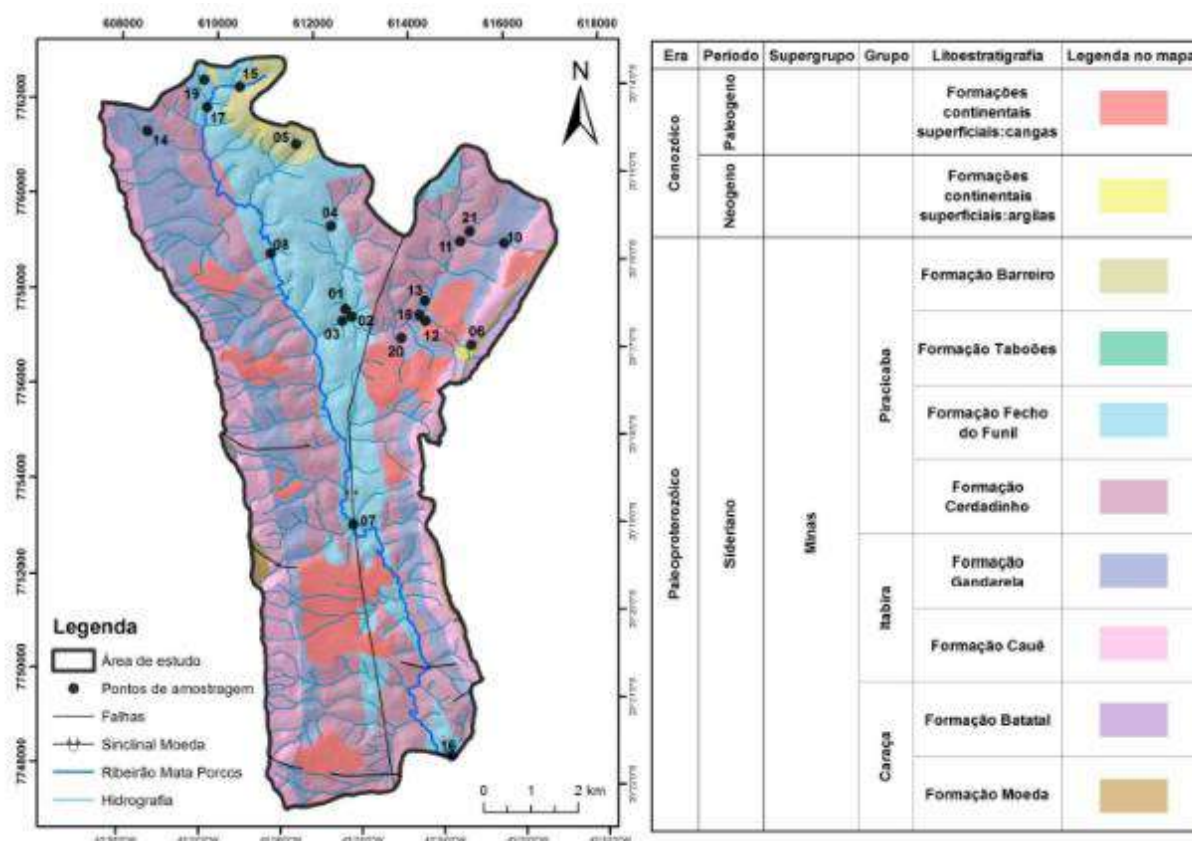 608000
610000
612000
614000
616000
618000
7762000
7760000
7758000
7756000
7754000
7752000
7750000
7748000
N
15
19
17
14
05
04
21
11
10
08
13
01
02
03
12
06
20
07
16
Legenda
Área de estudo
Pontos de amostragem
Falhas
Sinclinal Moeda
Ribeirão Mata Porcos
Hidrografia
0 1 2 km
Era Período Supergrupo Grupo Litoestratigrafia Legenda no mapa
Cenozóico
Paleogeno
Formações
continentais
superficiais:cangas
Neogeno
Formações
continentais
superficiais:argilas
Paleoproterozóico
Sideriano
Minas
Piracicaba
Formação Barreiro
Formação Taboões
Formação Fecho
do Funil
Formação
Cerdadinho
Itabira
Formação
Gandarela
Formação Cauê
Caraça
Formação Batatal
Formação Moeda